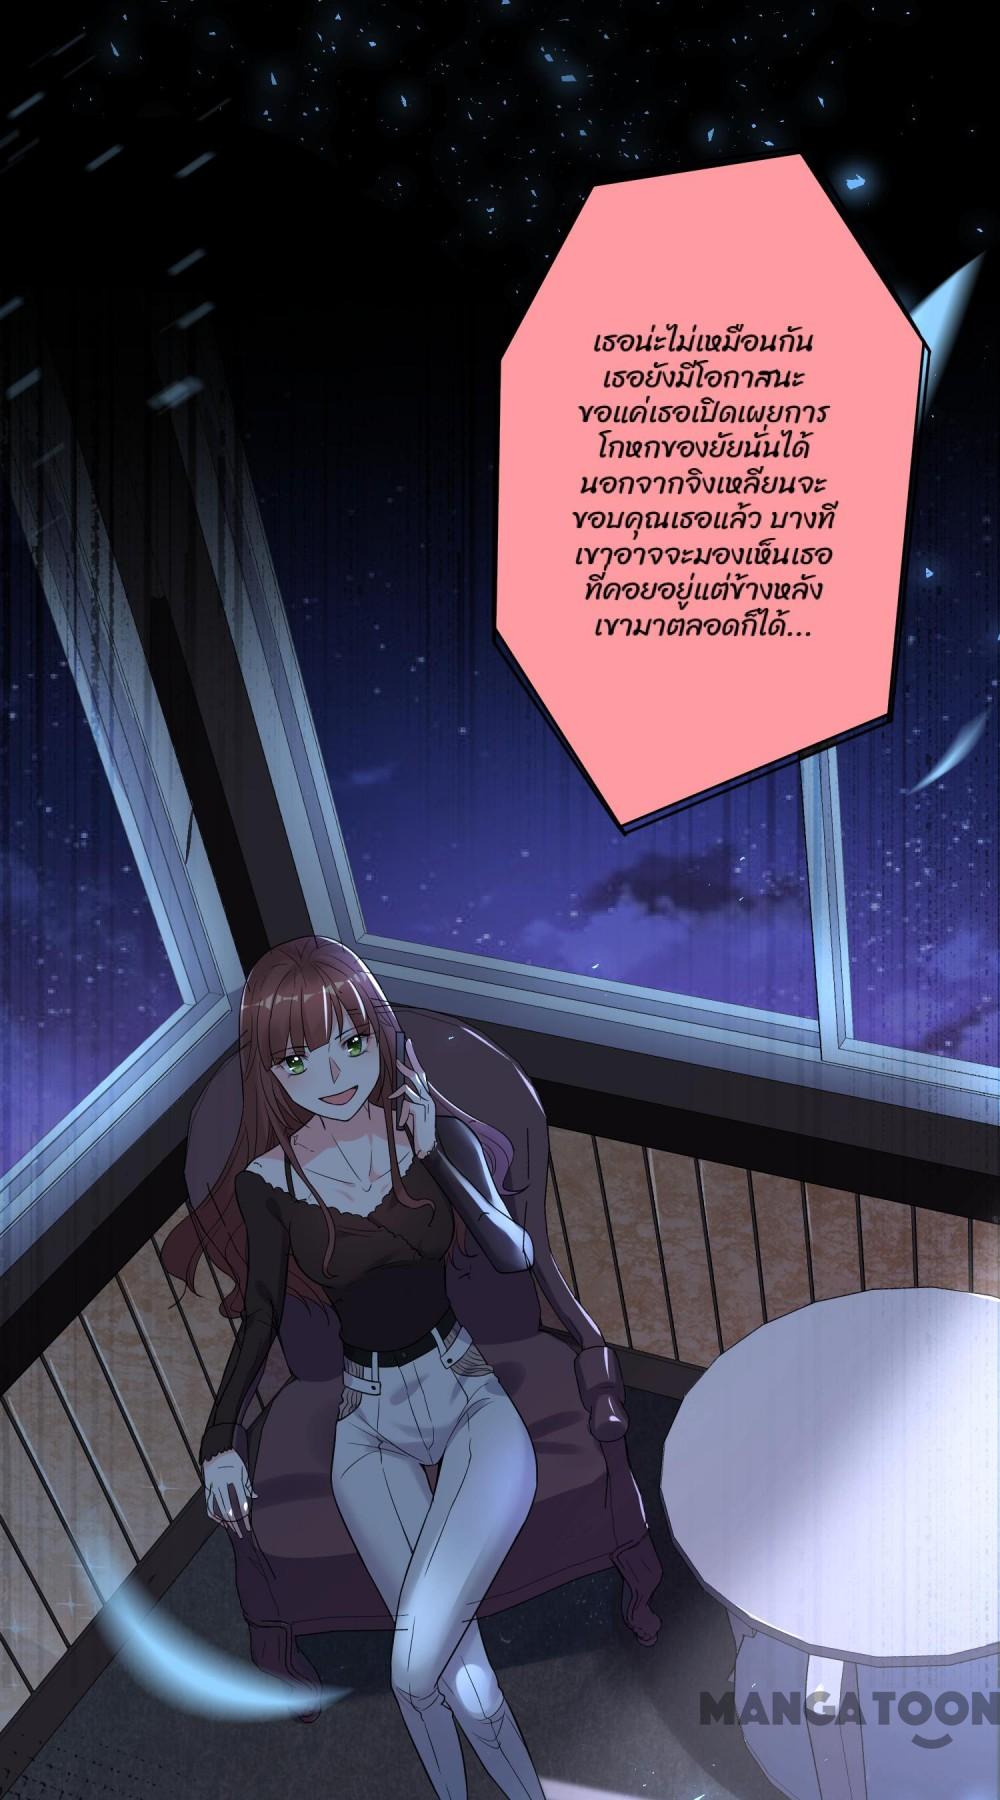 เธอน่ะไม่เหมือนกัน
เธอยังมีโอกาสนะ
ขอแค่เธอเปิดเผยการ
โกหกของยัยนั่นได้
นอกจากจิงเหลียนจะ
ขอบคุณเธอแล้ว บางที
เขาอาจจะมองเห็นเธอ
ที่คอยอยู่แต่ข้างหลัง
เขามาตลอดก็ได้...
MANGATOON